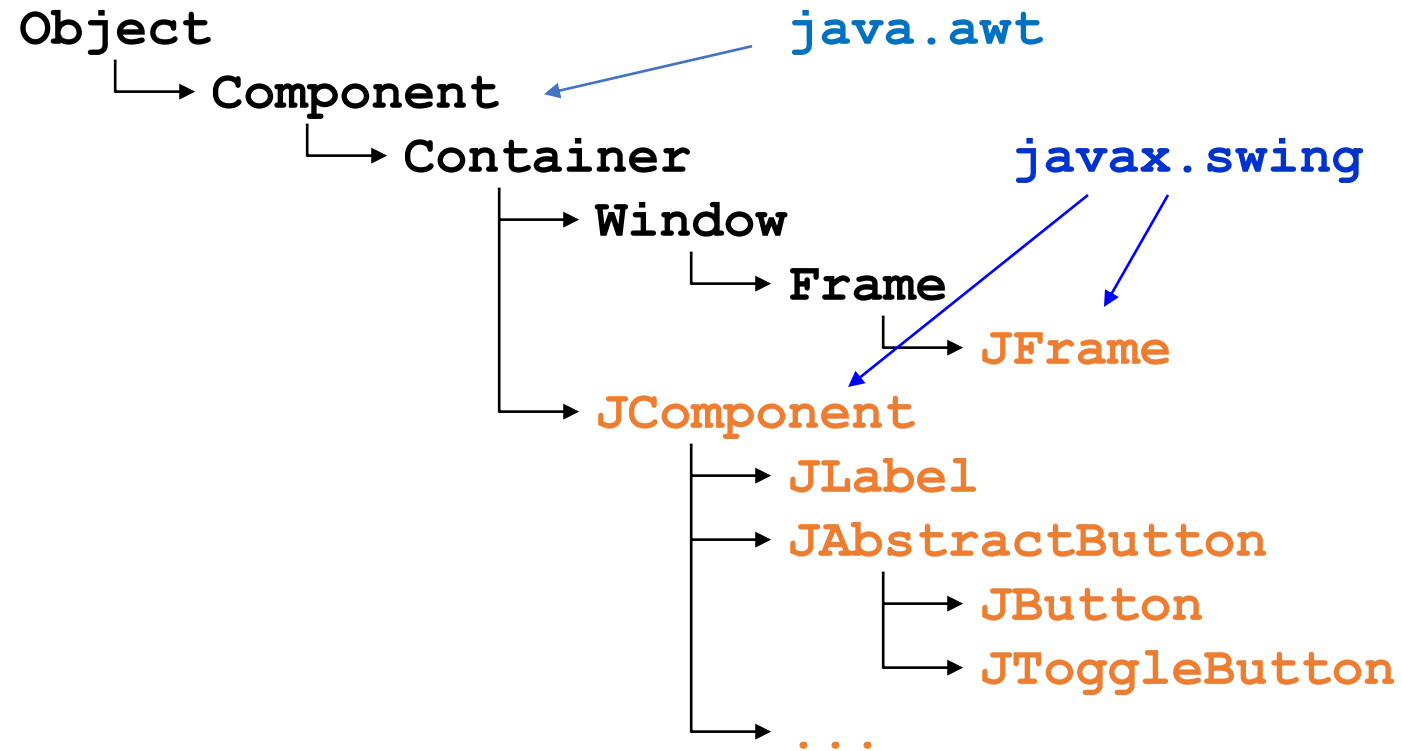 Object java.awt
Component
Container javax.swing
Window
Frame
JFrame
JComponent
JLabel
JAbstractButton
JButton
JToggleButton
...